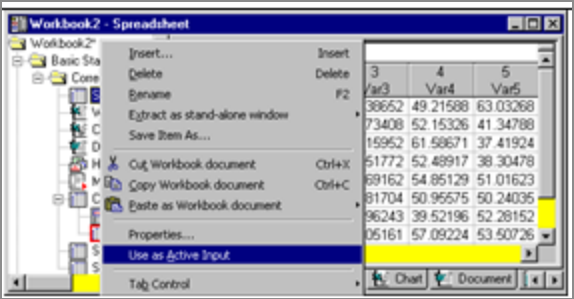 Workbook2 - Spreadsheet
Workbook2*
Basic Sta
Insert... Insert
Delete Delete
Rename F2
Extract as stand-alone window
Save Item As...
Cut Workbook document Ctrl+X
Copy Workbook document Ctrl+C
Paste as Workbook document
Properties...
Use as Active Input
Tab Control
3 4 5
Var3 Var4 Var5
38652 49.21588 63.03268
73408 52.15326 41.34788
15952 61.58671 37.41924
51772 52.48917 38.30478
69162 54.85129 51.01623
81704 50.95575 50.24035
96243 39.52196 52.28152
05161 57.09224 53.50726
Chart Document